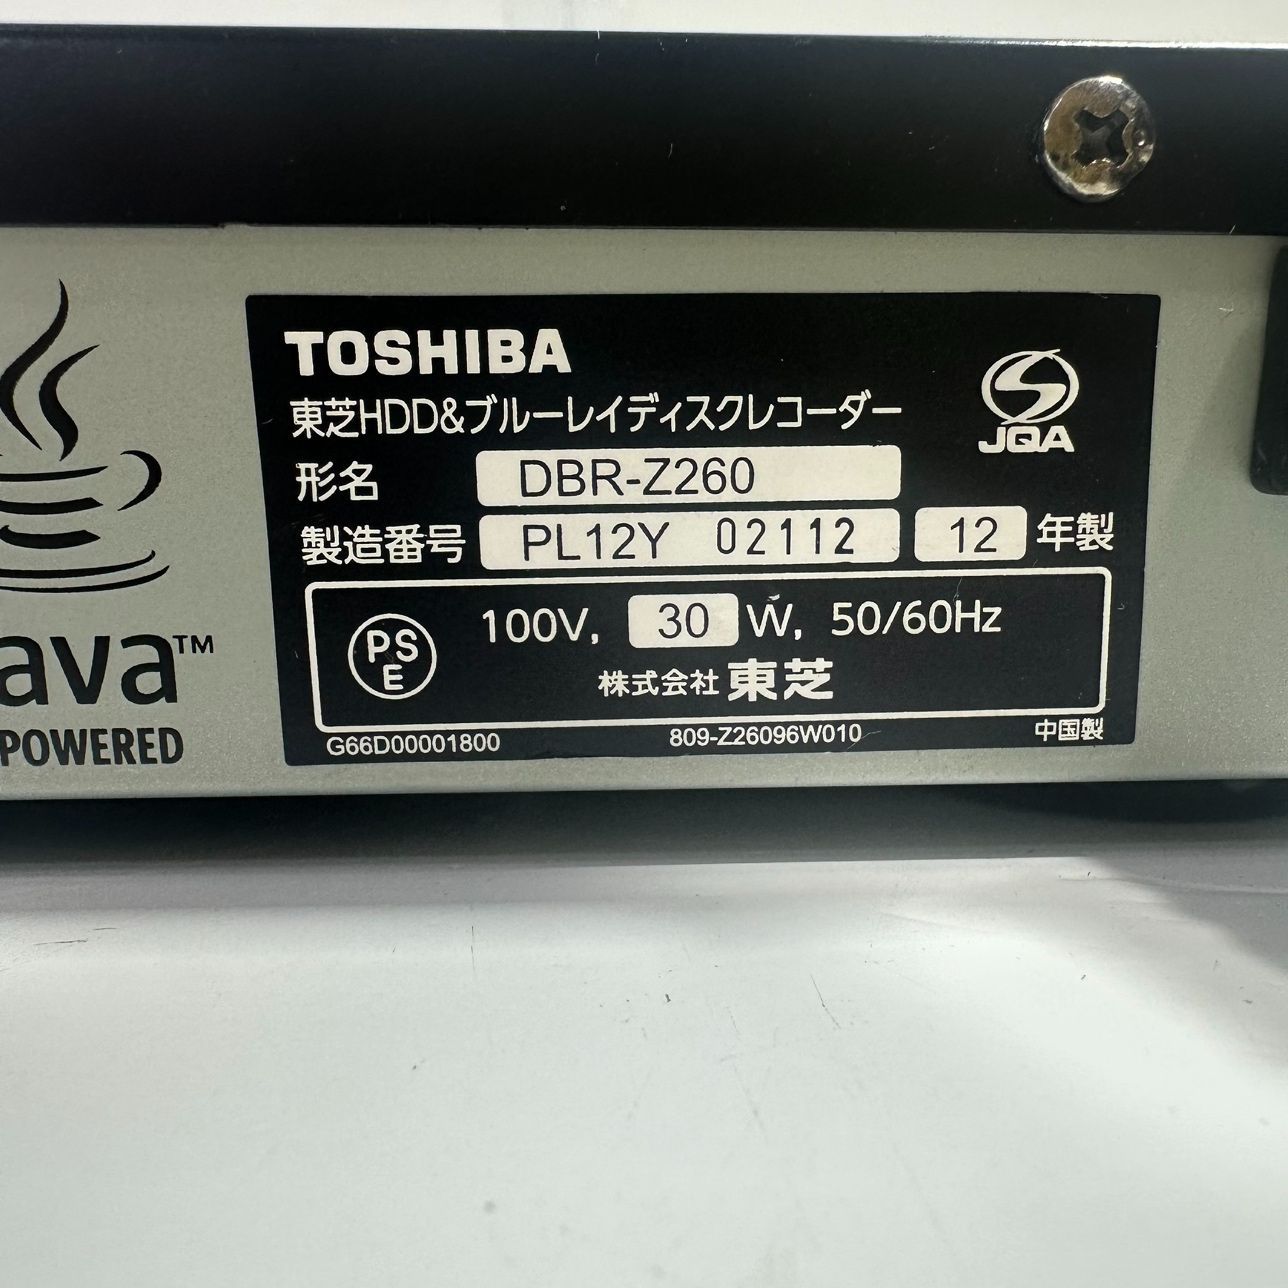 TOSHIBA
東芝HDD&ブルーレイディスクレコーダー
JQA
形名 DBR-Z260
製造番号 PL12Y 02112 12 年製
PSE
100V, 30 W, 50/60Hz
株式会社 東芝
G66D00001800 809-Z26096W010 中国製
ava™
POWERED